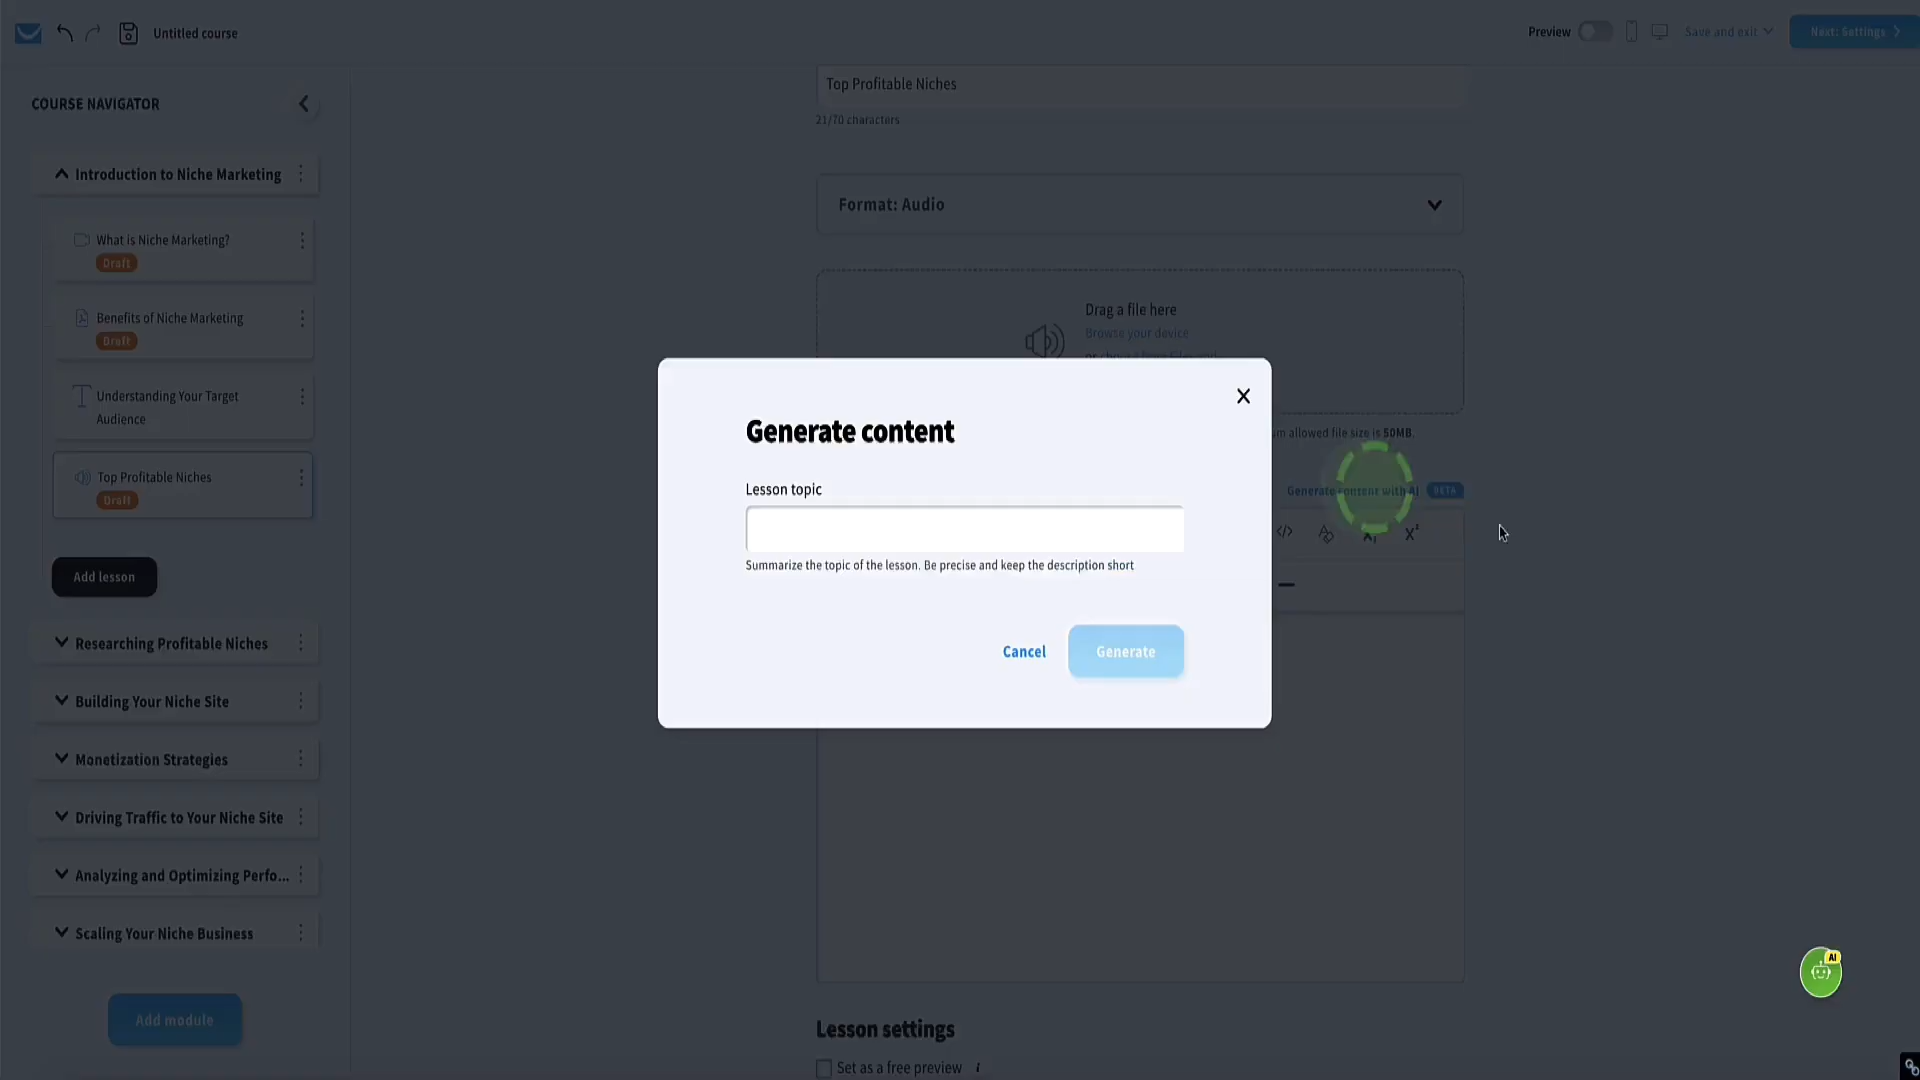 Untitled course
Preview
Save and exit
Next: Settings
COURSE NAVIGATOR
Introduction to Niche Marketing
What is Niche Marketing?
Draft
Benefits of Niche Marketing
Draft
Understanding Your Target
Audience
Top Profitable Niches
Draft
Add lesson
Researching Profitable Niches
Building Your Niche Site
Monetization Strategies
Driving Traffic to Your Niche Site
Analyzing and Optimizing Perfo...
Scaling Your Niche Business
Add module
Top Profitable Niches
21/70 characters
Format: Audio
Drag a file here
Browse your device
allowed file size is 50MB.
Generate content with AI BETA
Generate content
Lesson topic
Summarize the topic of the lesson. Be precise and keep the description short
Cancel
Generate
AI
Lesson settings
Set as a free preview